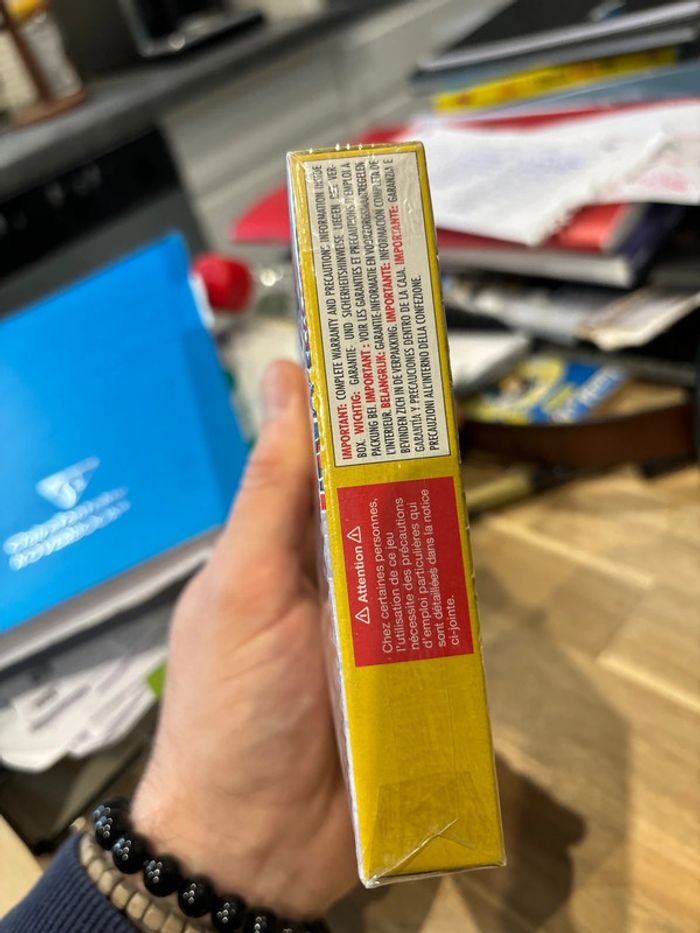 IMPORTANT: COMPLETE WARRANTY AND PRECAUTIONS INFORMATION INSIDE
BOX. WICHTIG: GARANTIE- UND SICHERHEITSHINWEISE LIEGEN DER VER-
PACKUNG BEI. IMPORTANT : VOIR LES GARANTIES ET PRECAUTIONS D'EMPLOI À
L'INTERIEUR. BELANGRIJK: GARANTIE-INFORMATIE EN VOORZORGSMAATREGELEN
BEVINDEN ZICH IN DE VERPAKKING. IMPORTANTE: INFORMACIÓN COMPLETA DE
GARANTÍA Y PRECAUCIONES DENTRO DE LA CAJA. IMPORTANTE: GARANZIA E
PRECAUZIONI ALL'INTERNO DELLA CONFEZIONE.
⚠ Attention ⚠
Chez certaines personnes,
l'utilisation de ce jeu
nécessite des précautions
d'emploi particulières qui
sont détaillées dans la notice
ci-jointe.